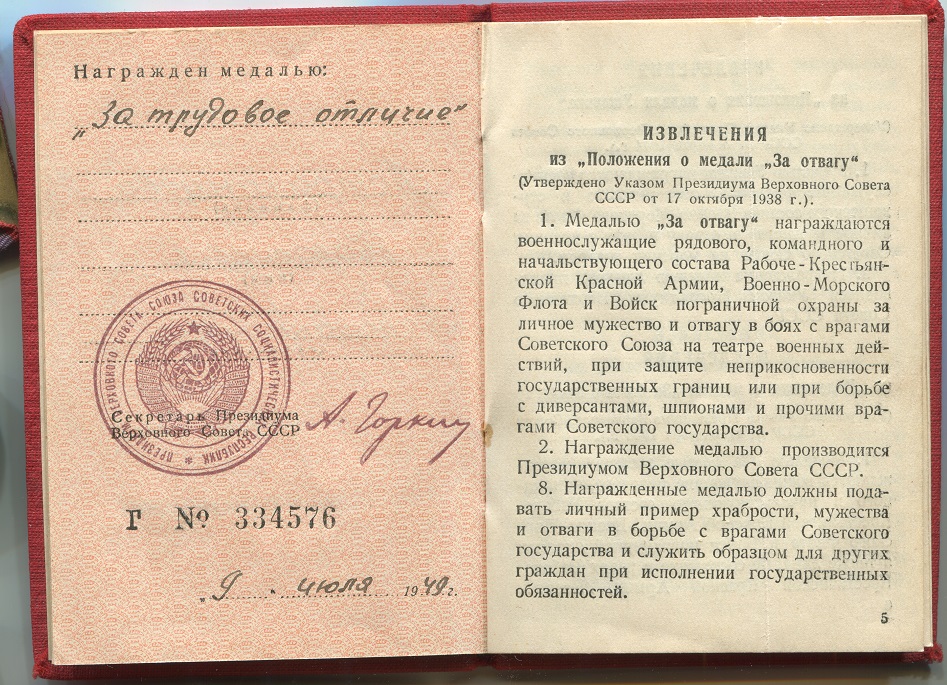 Награжден медалью:
„За трудовое отличие"
ПРЕЗИДИУМ ВЕРХОВНОГО СОВЕТА СОЮЗА СОВЕТСКИХ СОЦИАЛИСТИЧЕСКИХ РЕСПУБЛИК
Секретарь Президиума
Верховного Совета СССР
А. Горкин
Г № 334576
„9 . июля 1949 г.
ИЗВЛЕЧЕНИЯ
из „Положения о медали „За отвагу“
(Утверждено Указом Президиума Верховного Совета
СССР от 17 октября 1938 г.).
1. Медалью „За отвагу“ награждаются
военнослужащие рядового, командного и
начальствующего состава Рабоче-Крестьян-
ской Красной Армии, Военно-Морского
Флота и Войск пограничной охраны за
личное мужество и отвагу в боях с врагами
Советского Союза на театре военных дей-
ствий, при защите неприкосновенности
государственных границ или при борьбе
с диверсантами, шпионами и прочими вра-
гами Советского государства.
2. Награждение медалью производится
Президиумом Верховного Совета СССР.
8. Награжденные медалью должны пода-
вать личный пример храбрости, мужества
и отваги в борьбе с врагами Советского
государства и служить образцом для других
граждан при исполнении государственных
обязанностей.
5